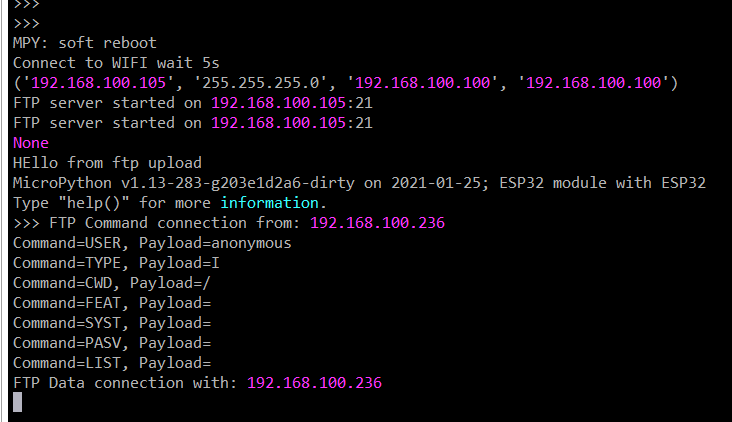 >>>
>>>
MPY: soft reboot
Connect to WIFI wait 5s
('192.168.100.105', '255.255.255.0', '192.168.100.100', '192.168.100.100')
FTP server started on 192.168.100.105:21
FTP server started on 192.168.100.105:21
None
HEllo from ftp upload
MicroPython v1.13-283-g203e1d2a6-dirty on 2021-01-25; ESP32 module with ESP32
Type "help()" for more information.
>>> FTP Command connection from: 192.168.100.236
Command=USER, Payload=anonymous
Command=TYPE, Payload=I
Command=CWD, Payload=/
Command=FEAT, Payload=
Command=SYST, Payload=
Command=PASV, Payload=
Command=LIST, Payload=
FTP Data connection with: 192.168.100.236